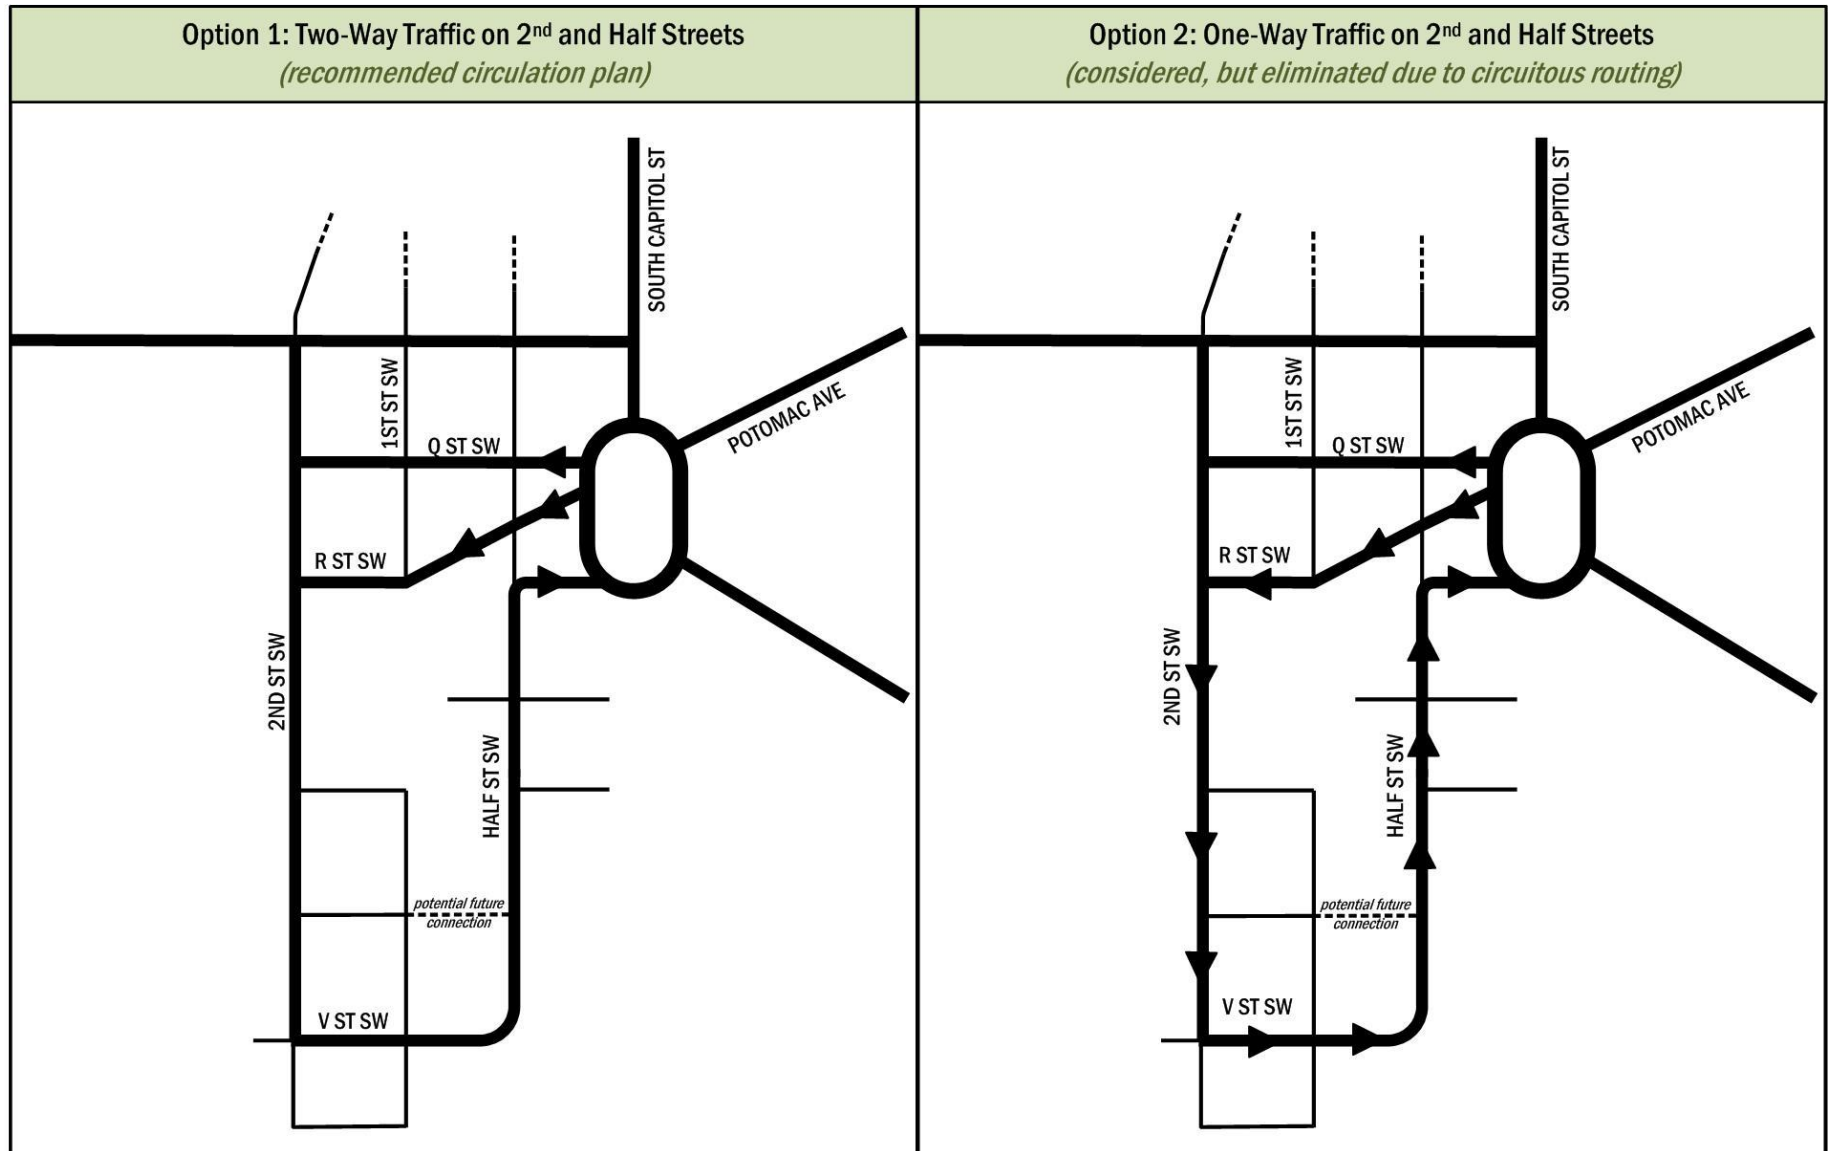 Option 1: Two-Way Traffic on 2nd and Half Streets
(recommended circulation plan)
SOUTH CAPITOL ST
1ST ST SW
POTOMAC AVE
Q ST SW
R ST SW
2ND ST SW
HALF ST SW
potential future
connection
V ST SW
Option 2: One-Way Traffic on 2nd and Half Streets
(considered, but eliminated due to circuitous routing)
SOUTH CAPITOL ST
1ST ST SW
POTOMAC AVE
Q ST SW
R ST SW
2ND ST SW
HALF ST SW
potential future
connection
V ST SW